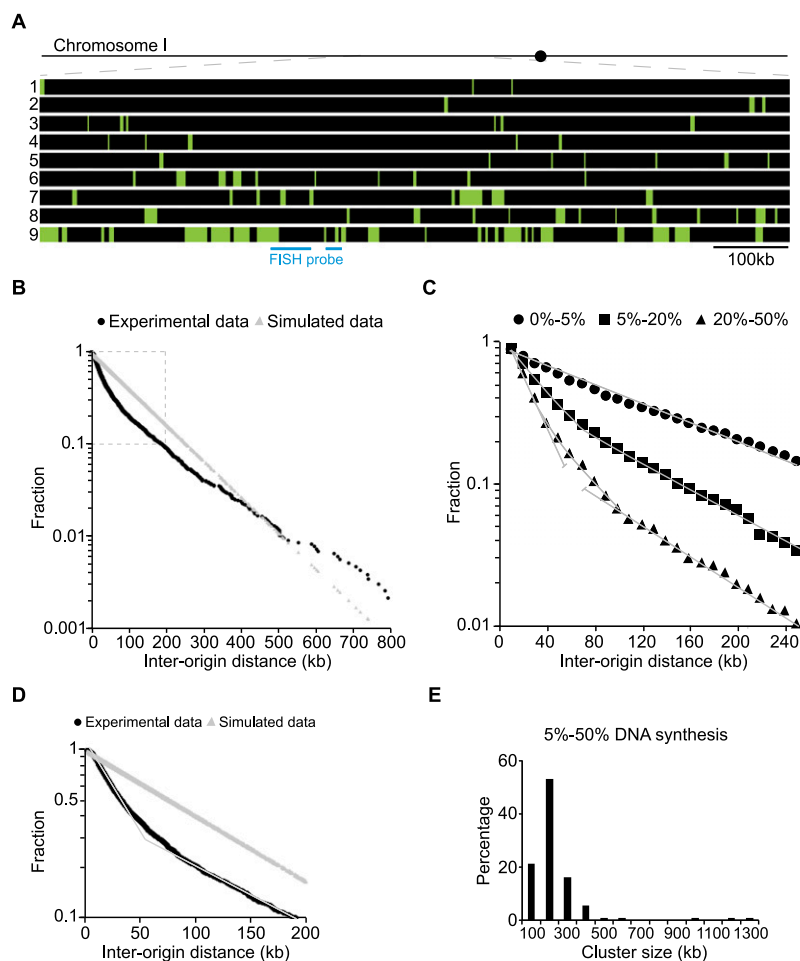 A
Chromosome I
1
2
3
4
5
6
7
8
9
FISH probe
100kb
B
Experimental data Simulated data
1
0.1
0.01
0.001
Fraction
0 100 200 300 400 500 600 700 800
Inter-origin distance (kb)
C
0%-5% 5%-20% 20%-50%
1
0.1
0.01
Fraction
0 40 80 120 160 200 240
Inter-origin distance (kb)
D
Experimental data Simulated data
1
0.5
0.1
Fraction
0 50 100 150 200
Inter-origin distance (kb)
E
5%-50% DNA synthesis
60
40
20
0
Percentage
100 300 500 700 900 1100 1300
Cluster size (kb)